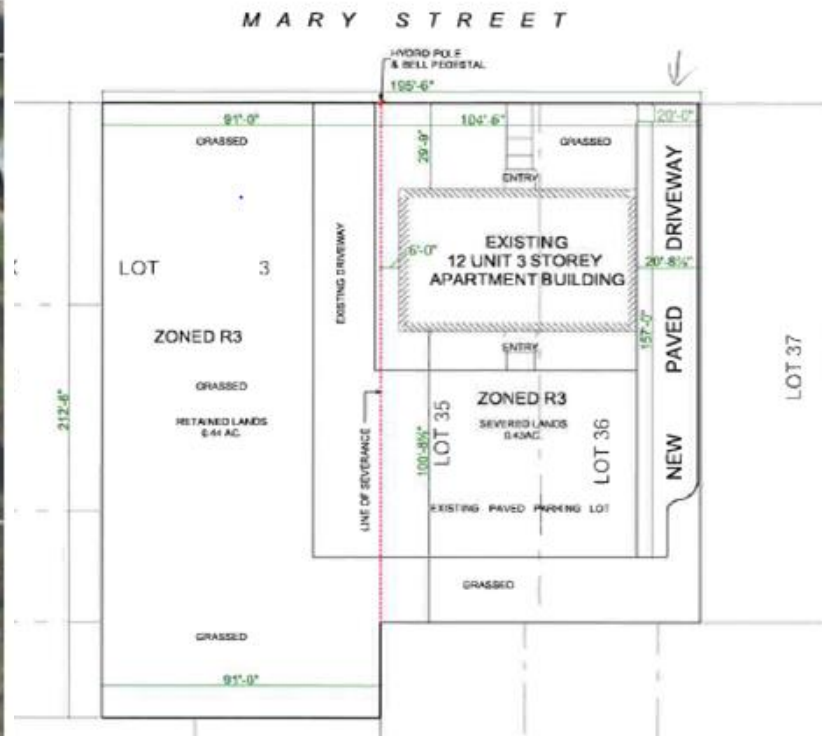 MARY STREET
HYDRO POLE
& BELL PEDESTAL
195'-6"
91'-0"
104'-6"
20'-0"
GRASSED
29'-9"
GRASSED
ENTRY
EXISTING DRIVEWAY
NEW PAVED DRIVEWAY
EXISTING
12 UNIT 3 STOREY
APARTMENT BUILDING
6'-0"
20'-8½"
LOT 3
ZONED R3
157'-0"
ENTRY
LOT 37
GRASSED
212'-6"
RETAINED LANDS
0.44 AC.
LINE OF SEVERANCE
ZONED R3
SEVERED LANDS
0.43AC.
LOT 35
LOT 36
100'-8½"
EXISTING PAVED PARKING LOT
GRASSED
GRASSED
91'-0"